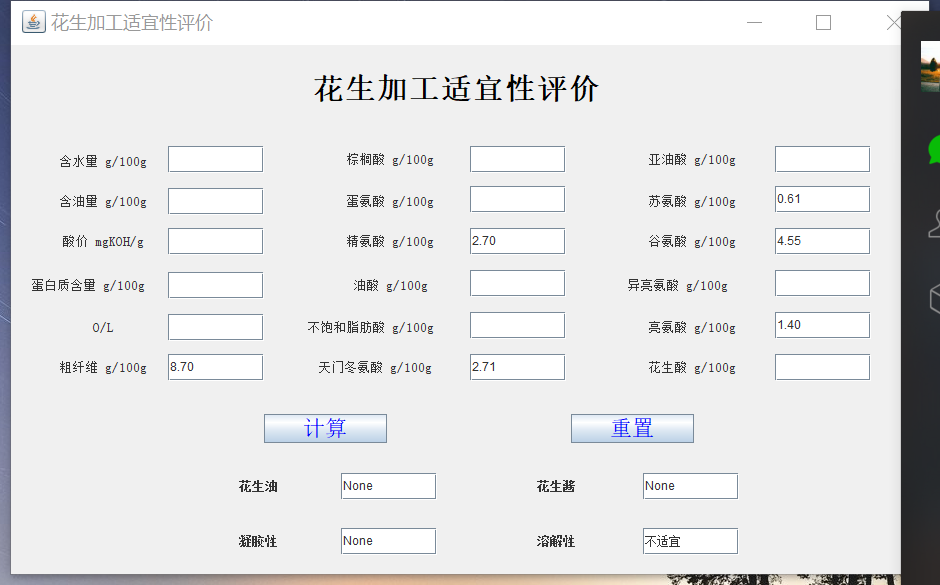 花生加工适宜性评价
花生加工适宜性评价
含水量 g/100g 棕榈酸 g/100g 亚油酸 g/100g
含油量 g/100g 蛋氨酸 g/100g 苏氨酸 g/100g 0.61
酸价 mgKOH/g 精氨酸 g/100g 2.70 谷氨酸 g/100g 4.55
蛋白质含量 g/100g 油酸 g/100g 异亮氨酸 g/100g
O/L 不饱和脂肪酸 g/100g 亮氨酸 g/100g 1.40
粗纤维 g/100g 8.70 天门冬氨酸 g/100g 2.71 花生酸 g/100g
计算 重置
花生油 None 花生酱 None
凝胶性 None 溶解性 不适宜